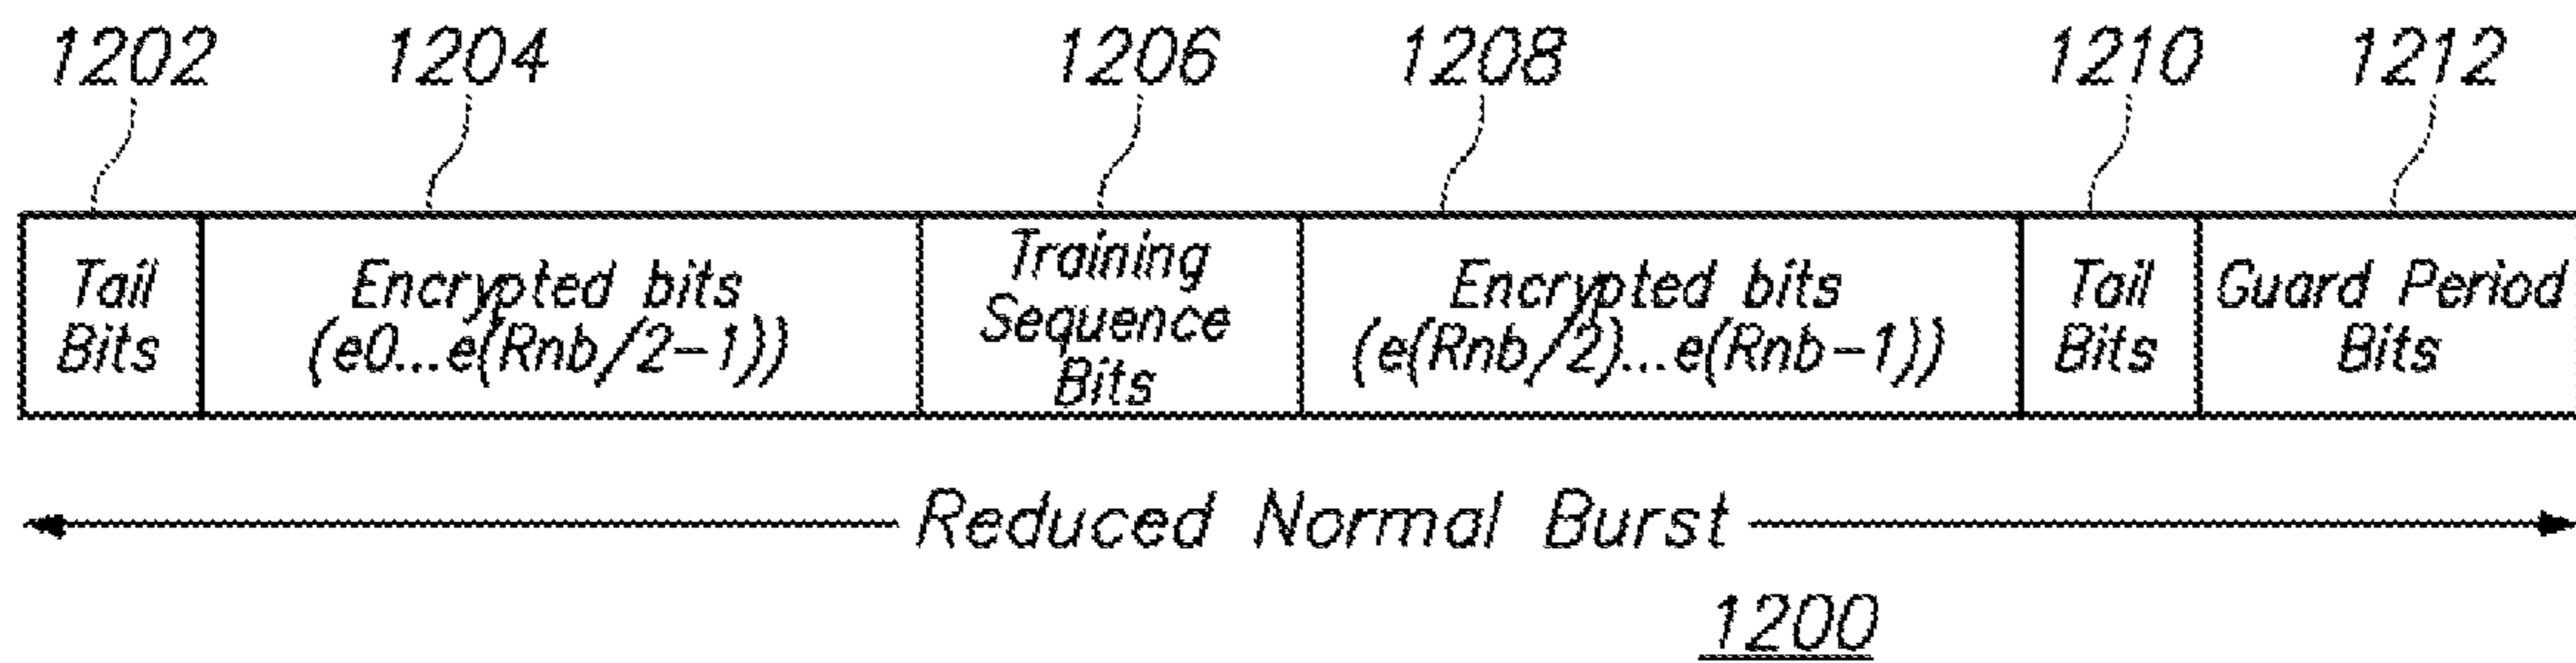 1202 1204 1206 1208 1210 1212
Tail
Bits
Encrypted bits
(e0...e(Rnb/2-1))
Training
Sequence
Bits
Encrypted bits
(e(Rnb/2)...e(Rnb-1))
Tail
Bits
Guard Period
Bits
Reduced Normal Burst
1200